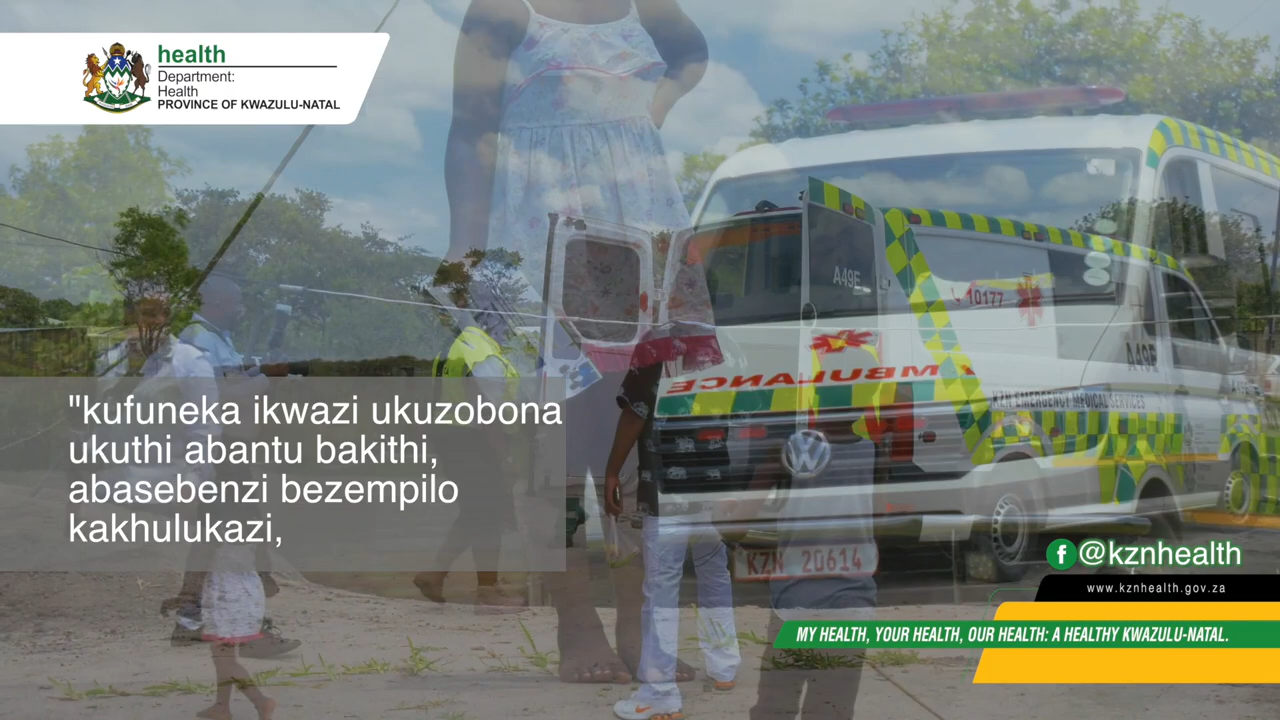 health
Department:
Health
PROVINCE OF KWAZULU-NATAL
A49E
10177
A49E
AMBULANCE
KZN EMERGENCY MEDICAL SERVICES
"kufuneka ikwazi ukuzobona
ukuthi abantu bakithi,
abasebenzi bezempilo
kakhulukazi,
KZN 20614
@kznhealth
www.kznhealth.gov.za
MY HEALTH, YOUR HEALTH, OUR HEALTH: A HEALTHY KWAZULU-NATAL.